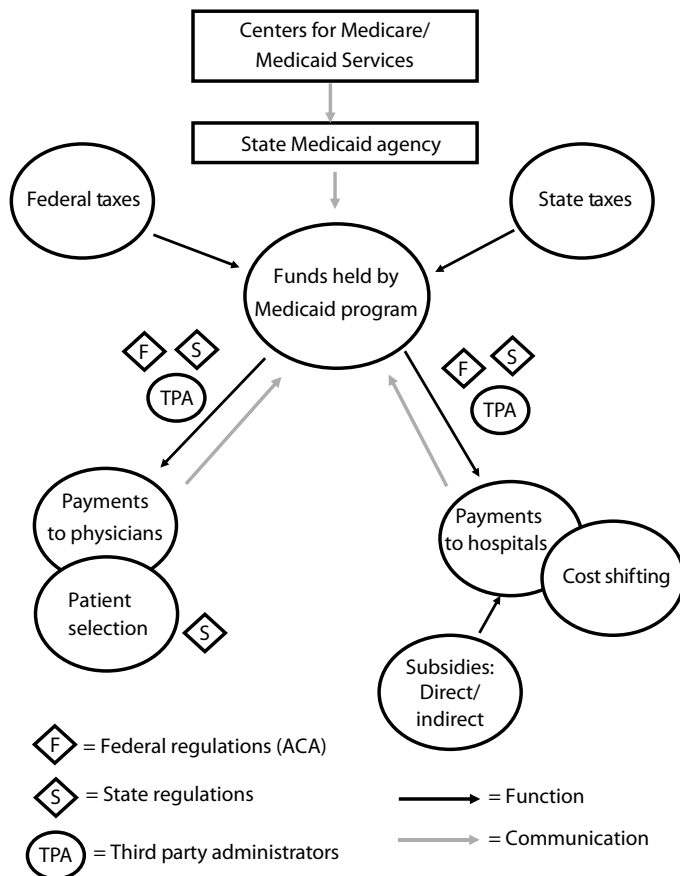 Centers for Medicare/
Medicaid Services
State Medicaid agency
Federal taxes
State taxes
Funds held by
Medicaid program
F
S
TPA
F
S
TPA
Payments
to physicians
Patient
selection
S
Payments
to hospitals
Cost shifting
Subsidies:
Direct/
indirect
F = Federal regulations (ACA)
S = State regulations
TPA = Third party administrators
= Function
= Communication